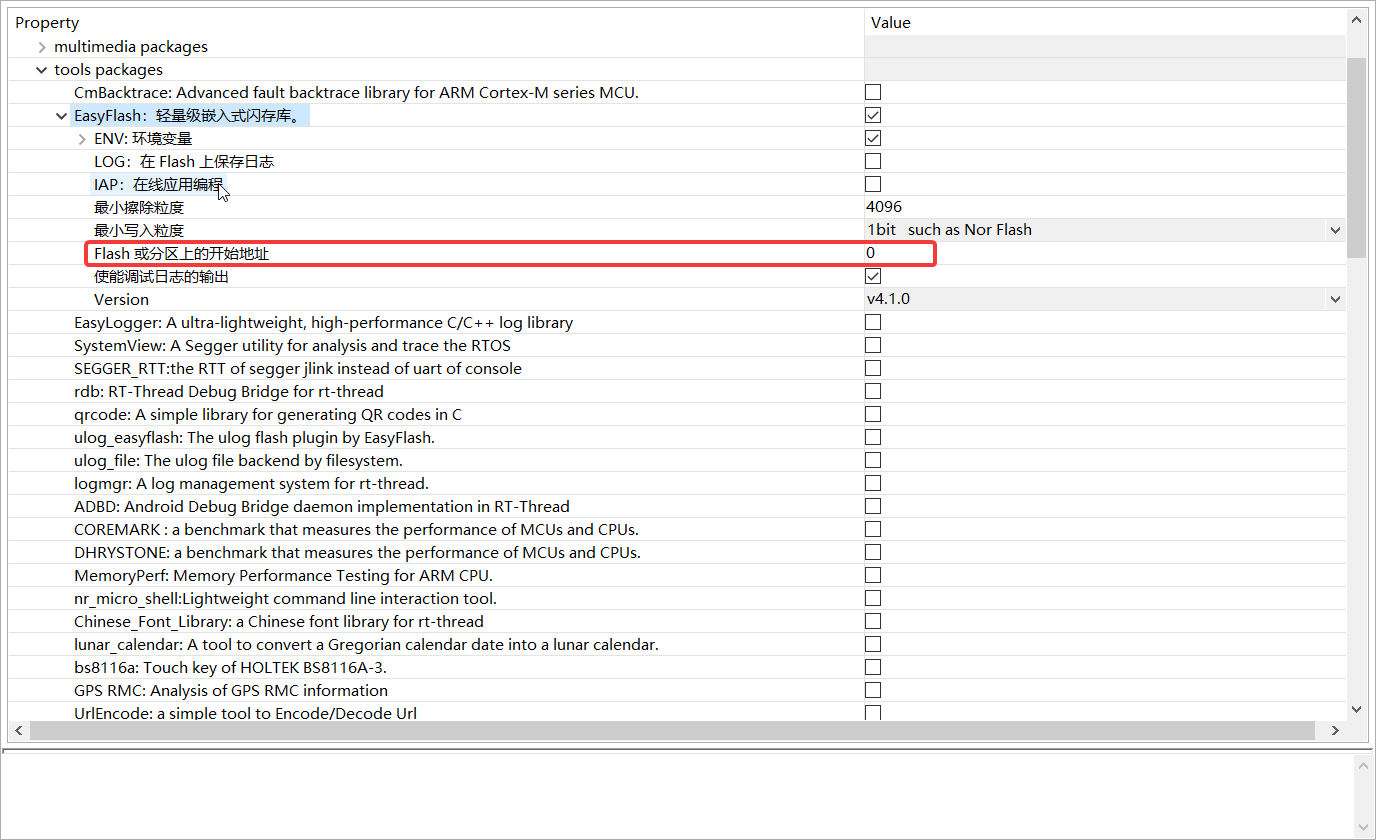 Property Value
multimedia packages
tools packages
CmBacktrace: Advanced fault backtrace library for ARM Cortex-M series MCU.
EasyFlash：轻量级嵌入式闪存库。
ENV: 环境变量
LOG：在 Flash 上保存日志
IAP：在线应用编程
最小擦除粒度 4096
最小写入粒度 1bit such as Nor Flash
Flash 或分区上的开始地址 0
使能调试日志的输出
Version v4.1.0
EasyLogger: A ultra-lightweight, high-performance C/C++ log library
SystemView: A Segger utility for analysis and trace the RTOS
SEGGER_RTT:the RTT of segger jlink instead of uart of console
rdb: RT-Thread Debug Bridge for rt-thread
qrcode: A simple library for generating QR codes in C
ulog_easyflash: The ulog flash plugin by EasyFlash.
ulog_file: The ulog file backend by filesystem.
logmgr: A log management system for rt-thread.
ADBD: Android Debug Bridge daemon implementation in RT-Thread
COREMARK : a benchmark that measures the performance of MCUs and CPUs.
DHRYSTONE: a benchmark that measures the performance of MCUs and CPUs.
MemoryPerf: Memory Performance Testing for ARM CPU.
nr_micro_shell:Lightweight command line interaction tool.
Chinese_Font_Library: a Chinese font library for rt-thread
lunar_calendar: A tool to convert a Gregorian calendar date into a lunar calendar.
bs8116a: Touch key of HOLTEK BS8116A-3.
GPS RMC: Analysis of GPS RMC information
UrlEncode: a simple tool to Encode/Decode Url